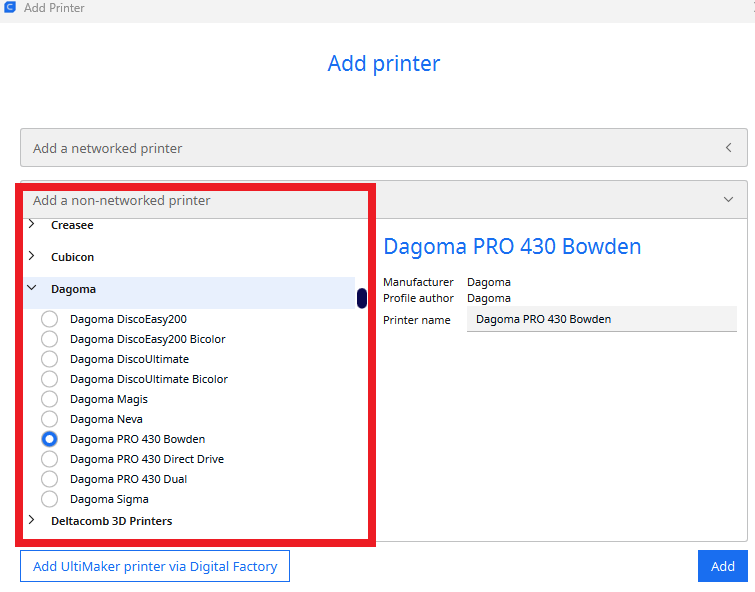 Add Printer
Add printer
Add a networked printer
Add a non-networked printer
Creasee
Cubicon
Dagoma
Dagoma DiscoEasy200
Dagoma DiscoEasy200 Bicolor
Dagoma DiscoUltimate
Dagoma DiscoUltimate Bicolor
Dagoma Magis
Dagoma Neva
Dagoma PRO 430 Bowden
Dagoma PRO 430 Direct Drive
Dagoma PRO 430 Dual
Dagoma Sigma
Deltacomb 3D Printers
Dagoma PRO 430 Bowden
Manufacturer Dagoma
Profile author Dagoma
Printer name Dagoma PRO 430 Bowden
Add UltiMaker printer via Digital Factory
Add